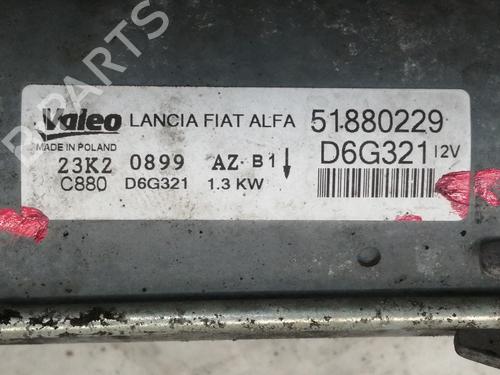 Valeo LANCIA FIAT ALFA 51880229
MADE IN POLAND D6G321 12V
23K2 0899 AZ B1
C880 D6G321 1.3 KW
B PARTS